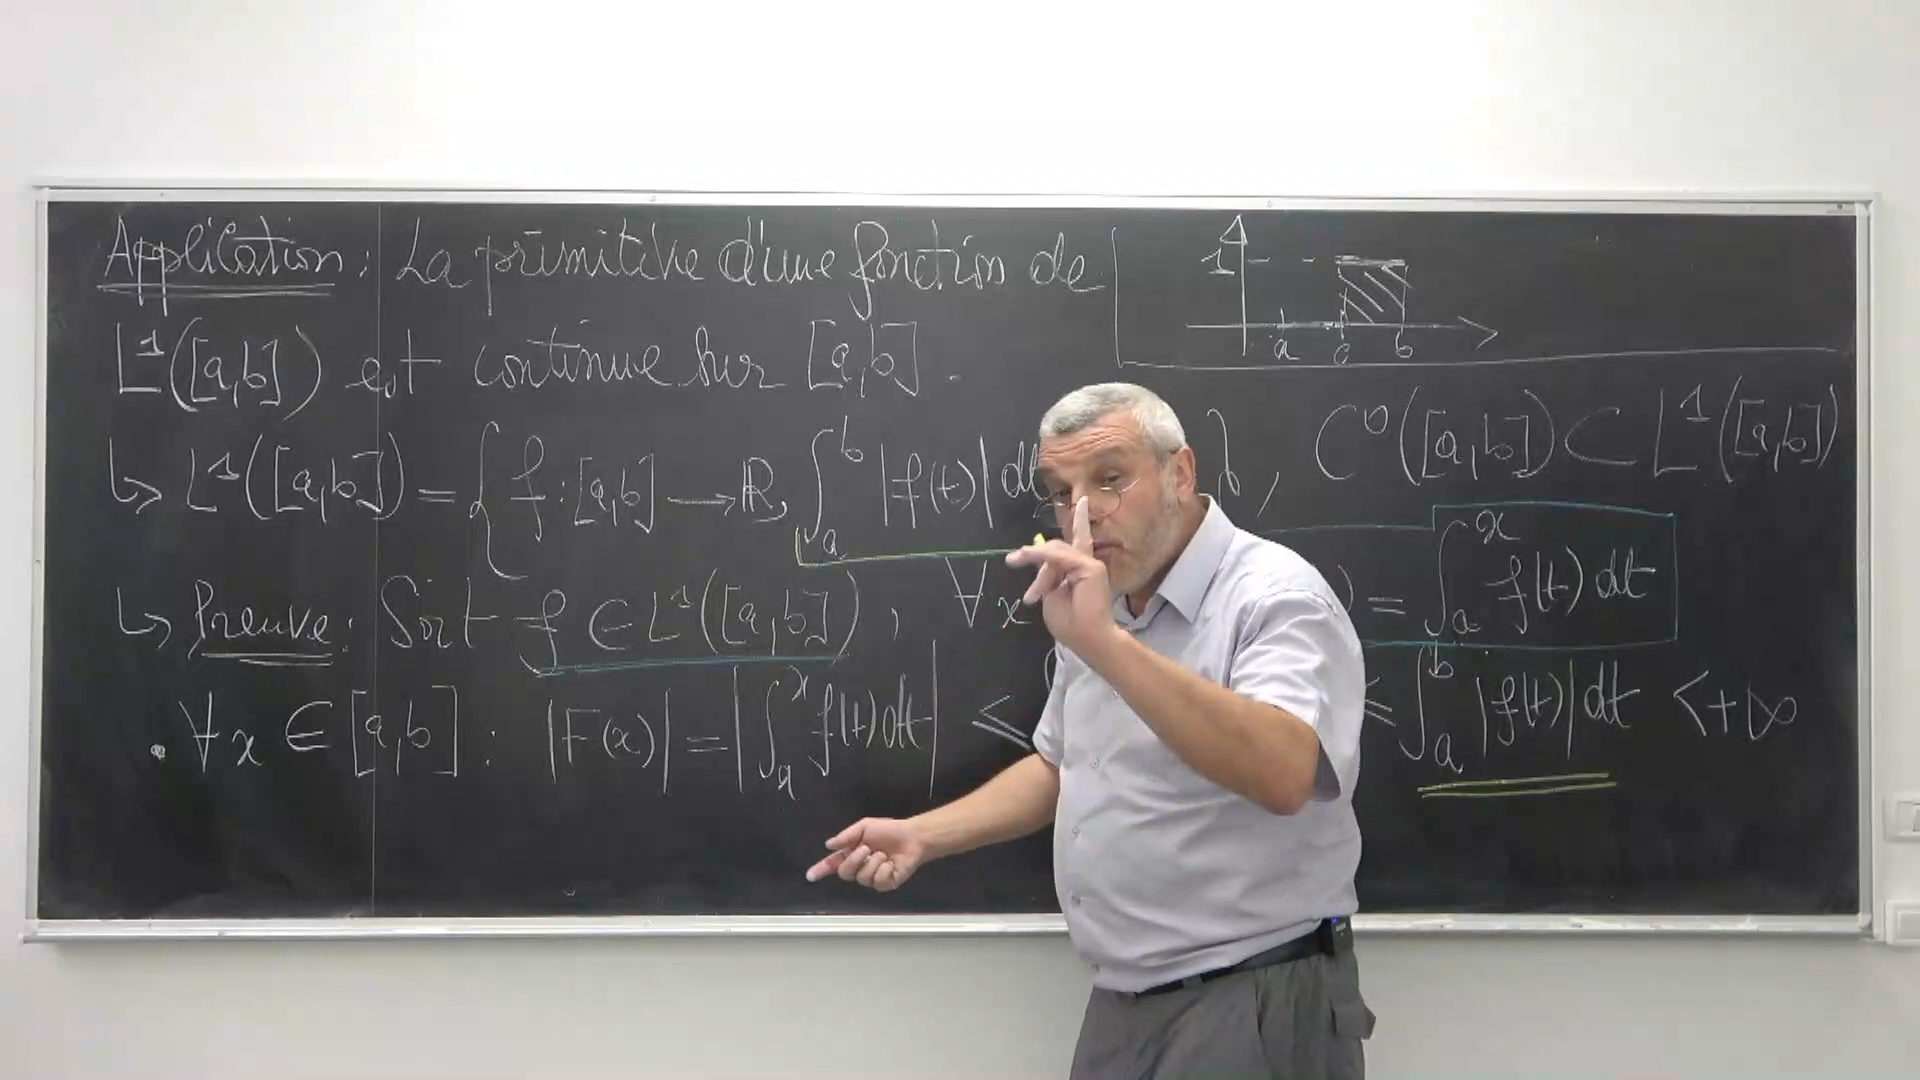 Application : La primitive d'une fonction de
L¹([a,b]) est continue sur [a,b].
1
a c b
↳ L¹([a,b]) = { f : [a,b] → ℝ, ∫ₐᵇ |f(t)| dt }, C⁰([a,b]) ⊂ L¹([a,b])
↳ Preuve : Soit f ∈ L¹([a,b]), ∀x ) = ∫ₐˣ f(t) dt
• ∀x ∈ [a,b] : |F(x)| = |∫ₐˣ f(t) dt| ≤ ≤ ∫ₐᵇ |f(t)| dt < +∞